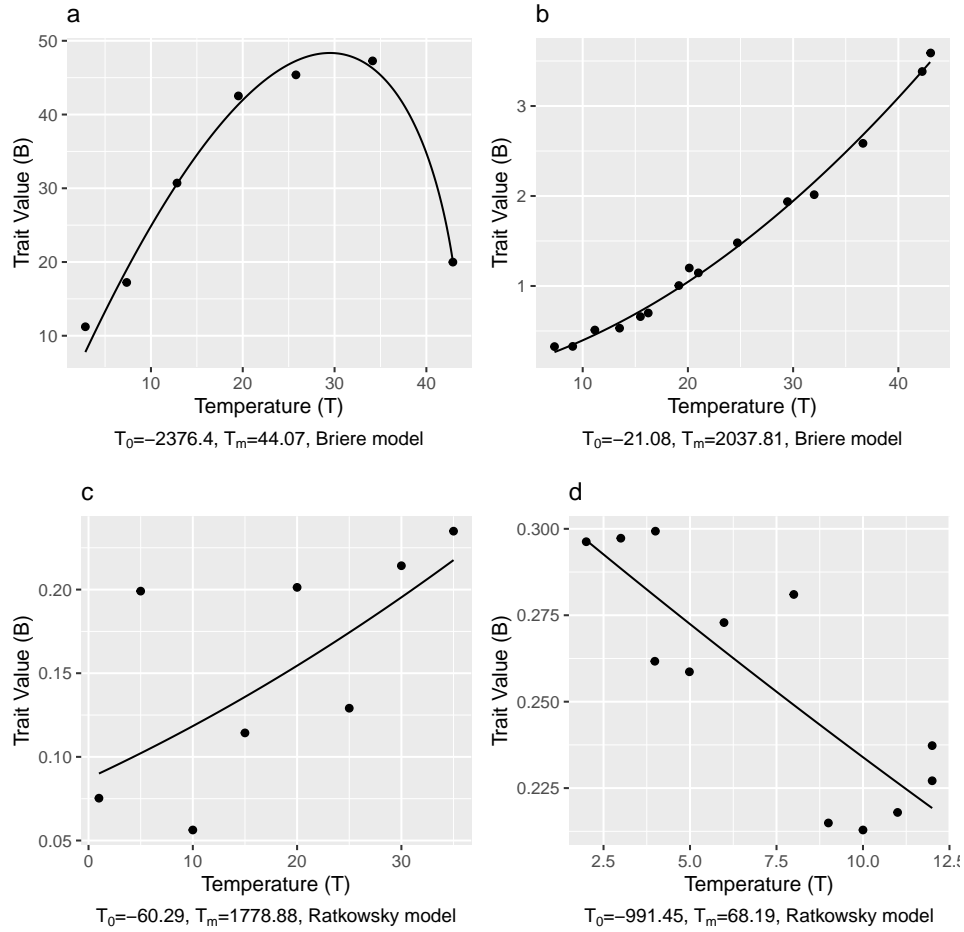 a
50
40
30
20
10
Trait Value (B)
10 20 30 40
Temperature (T)
T0=−2376.4, Tm=44.07, Briere model
b
3
2
1
Trait Value (B)
10 20 30 40
Temperature (T)
T0=−21.08, Tm=2037.81, Briere model
c
0.20
0.15
0.10
0.05
Trait Value (B)
0 10 20 30
Temperature (T)
T0=−60.29, Tm=1778.88, Ratkowsky model
d
0.300
0.275
0.250
0.225
Trait Value (B)
2.5 5.0 7.5 10.0 12.5
Temperature (T)
T0=−991.45, Tm=68.19, Ratkowsky model